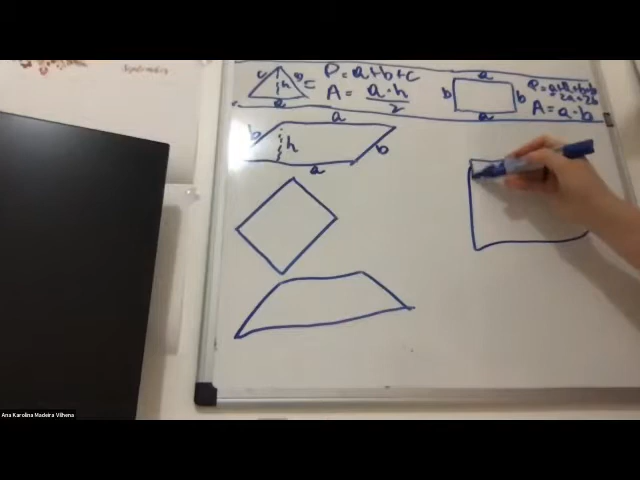 c b c
h
a
P = a+b+c
A = a·h
2
a
b b
a
P = a+a+b+b
= 2a+2b
A = a·b
a
b h b
a
Ana Karolina Madeira Vilhena